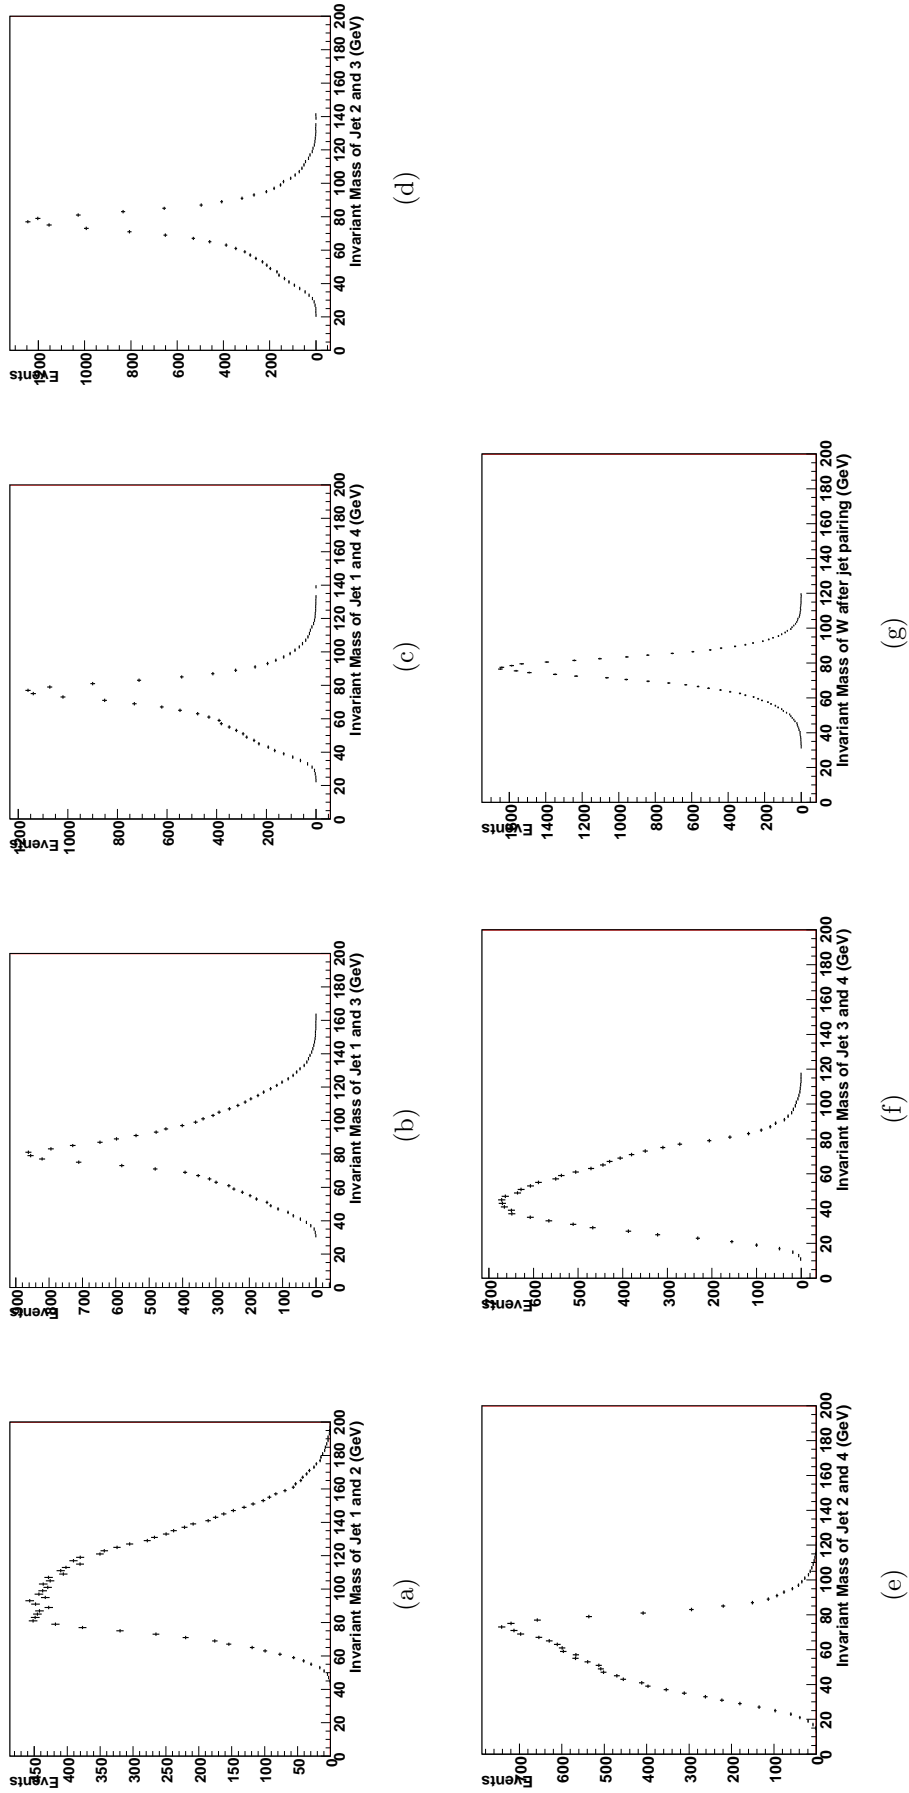 Events
450
400
350
300
250
200
150
100
50
0
0 20 40 60 80 100 120 140 160 180 200
Invariant Mass of Jet 1 and 2 (GeV)
(a)
Events
900
800
700
600
500
400
300
200
100
0
0 20 40 60 80 100 120 140 160 180 200
Invariant Mass of Jet 1 and 3 (GeV)
(b)
Events
1200
1000
800
600
400
200
0
0 20 40 60 80 100 120 140 160 180 200
Invariant Mass of Jet 1 and 4 (GeV)
(c)
Events
1200
1000
800
600
400
200
0
0 20 40 60 80 100 120 140 160 180 200
Invariant Mass of Jet 2 and 3 (GeV)
(d)
Events
700
600
500
400
300
200
100
0
0 20 40 60 80 100 120 140 160 180 200
Invariant Mass of Jet 2 and 4 (GeV)
(e)
Events
700
600
500
400
300
200
100
0
0 20 40 60 80 100 120 140 160 180 200
Invariant Mass of Jet 3 and 4 (GeV)
(f)
Events
1600
1400
1200
1000
800
600
400
200
0
0 20 40 60 80 100 120 140 160 180 200
Invariant Mass of W after jet pairing (GeV)
(g)